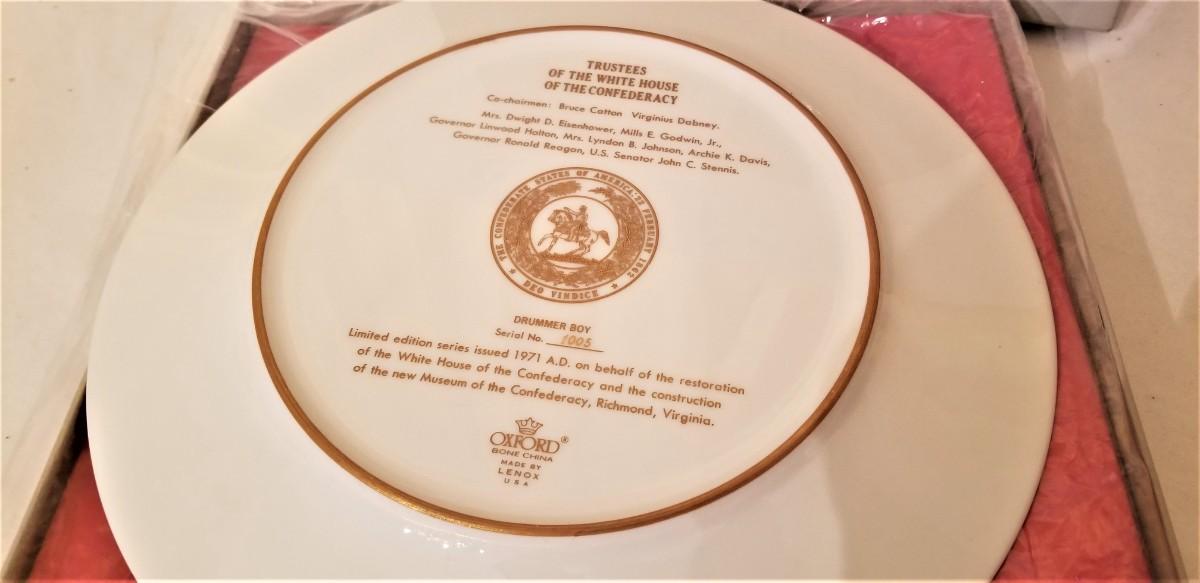 TRUSTEES
OF THE WHITE HOUSE
OF THE CONFEDERACY
Co-chairmen: Bruce Catton Virginius Dabney.
Mrs. Dwight D. Eisenhower, Mills E. Godwin, Jr.,
Governor Linwood Holton, Mrs. Lyndon B. Johnson, Archie K. Davis,
Governor Ronald Reagan, U.S. Senator John C. Stennis.
THE CONFEDERATE STATES OF AMERICA: 22 FEBRUARY 1862
DEO VINDICE
DRUMMER BOY
Serial No. 1005
Limited edition series issued 1971 A.D. on behalf of the restoration
of the White House of the Confederacy and the construction
of the new Museum of the Confederacy, Richmond, Virginia.
OXFORD®
BONE CHINA
MADE BY
LENOX
USA